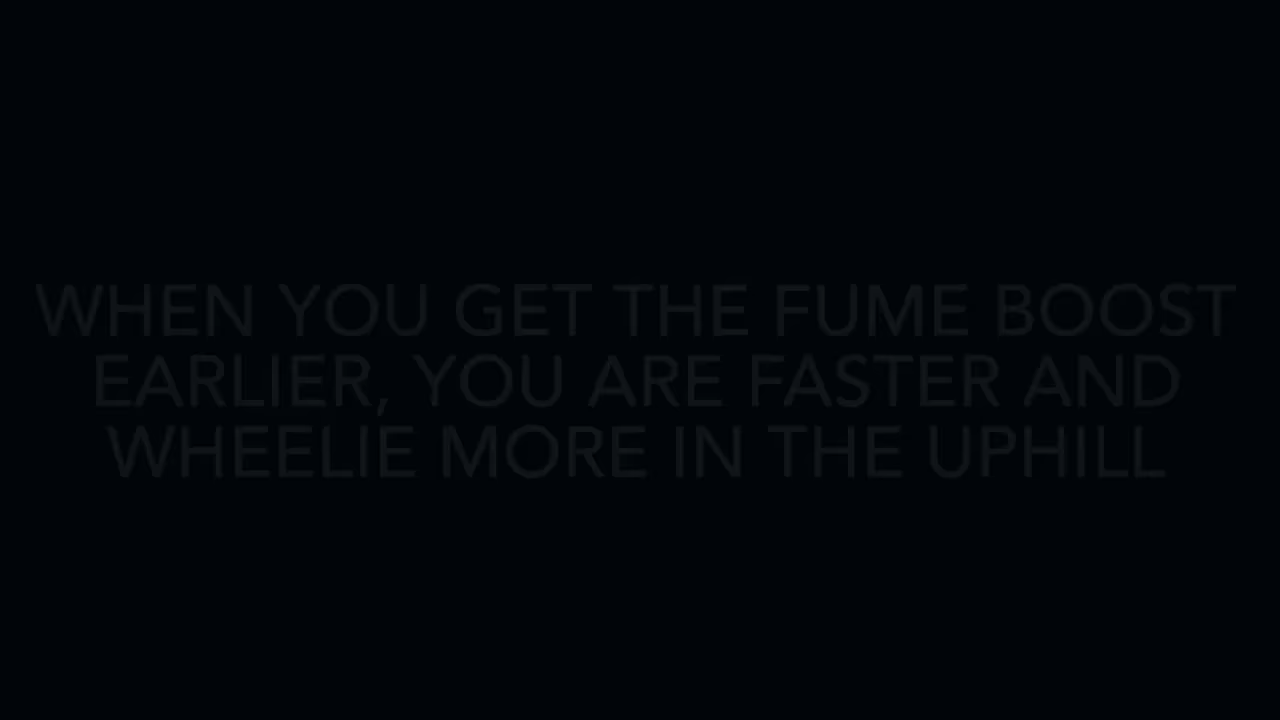 WHEN YOU GET THE FUME BOOST
EARLIER, YOU ARE FASTER AND
WHEELIE MORE IN THE UPHILL